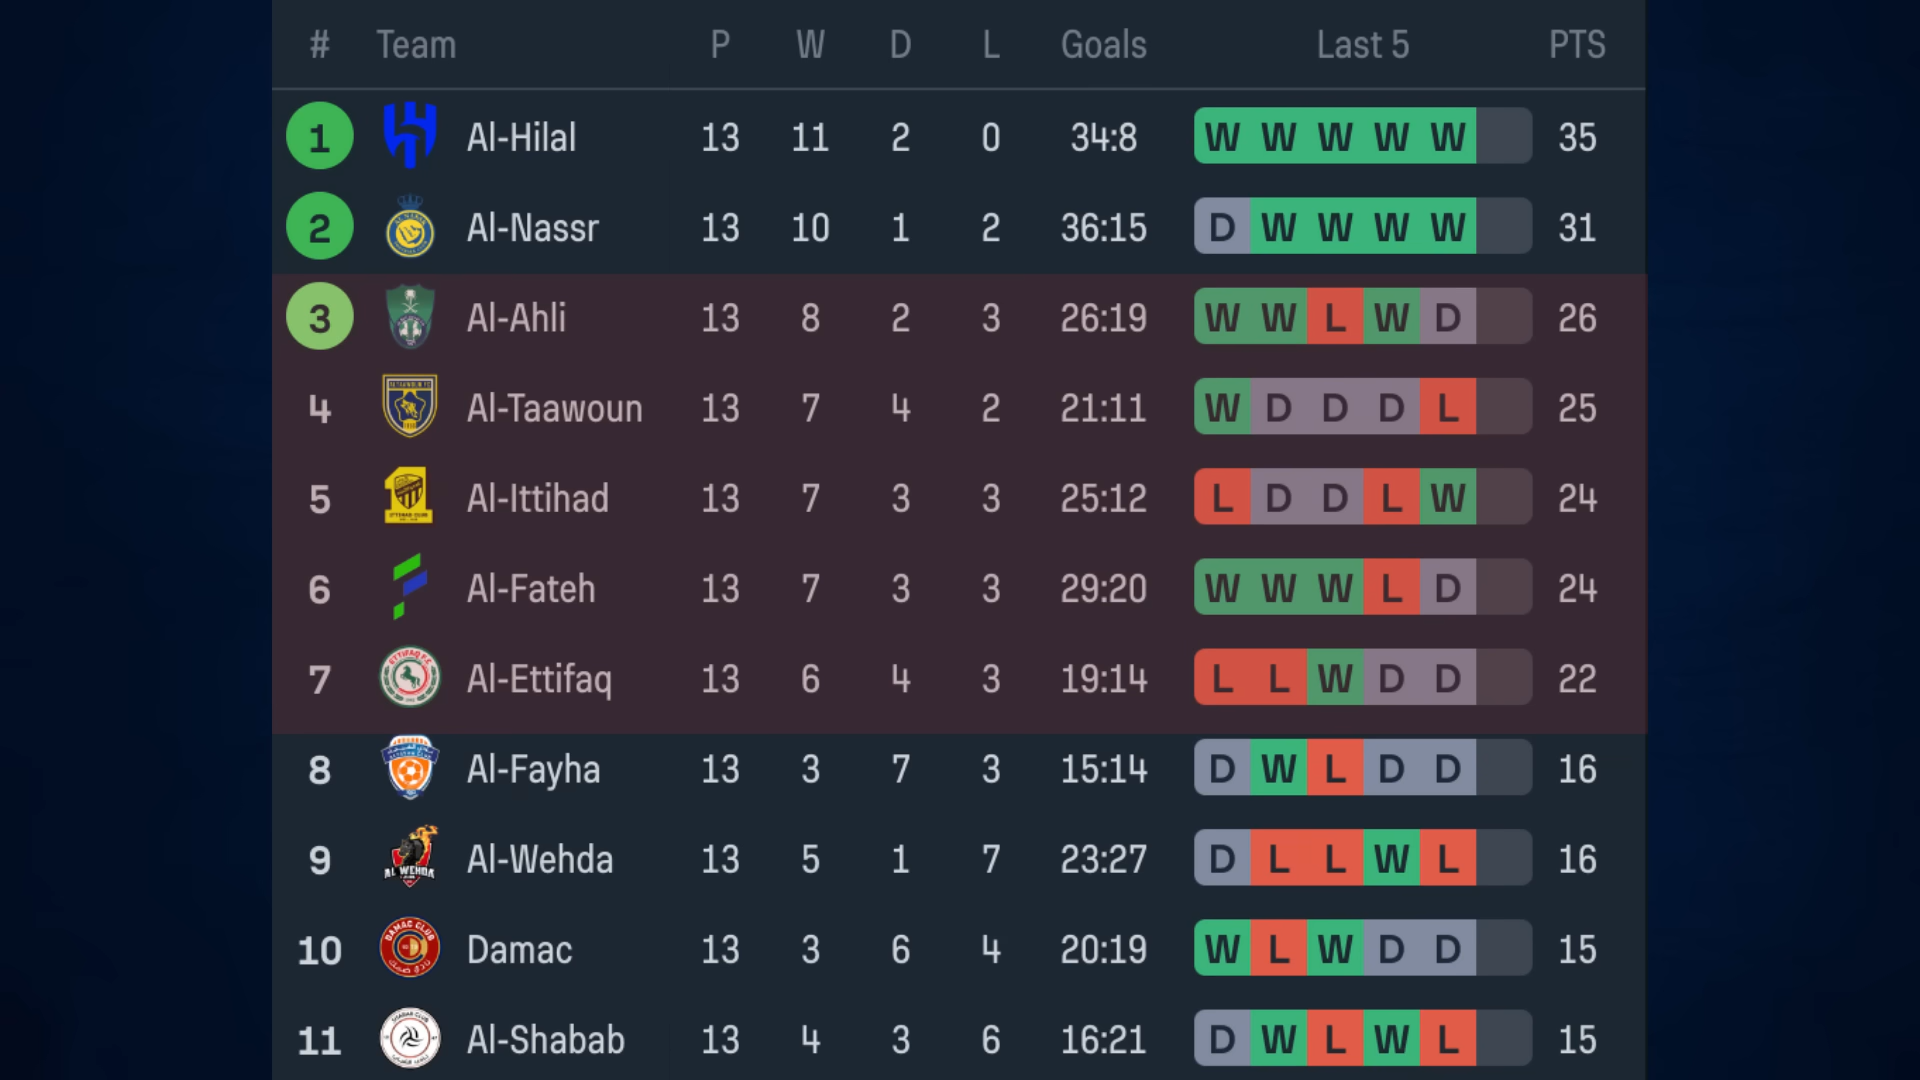 # Team P W D L Goals Last 5 PTS
1 Al-Hilal 13 11 2 0 34:8 W W W W W 35
2 Al-Nassr 13 10 1 2 36:15 D W W W W 31
3 Al-Ahli 13 8 2 3 26:19 W W L W D 26
4 Al-Taawoun 13 7 4 2 21:11 W D D D L 25
5 Al-Ittihad 13 7 3 3 25:12 L D D L W 24
6 Al-Fateh 13 7 3 3 29:20 W W W L D 24
7 Al-Ettifaq 13 6 4 3 19:14 L L W D D 22
8 Al-Fayha 13 3 7 3 15:14 D W L D D 16
9 AL WEHDA Al-Wehda 13 5 1 7 23:27 D L L W L 16
10 DAMAC CLUB Damac 13 3 6 4 20:19 W L W D D 15
11 Al-Shabab 13 4 3 6 16:21 D W L W L 15